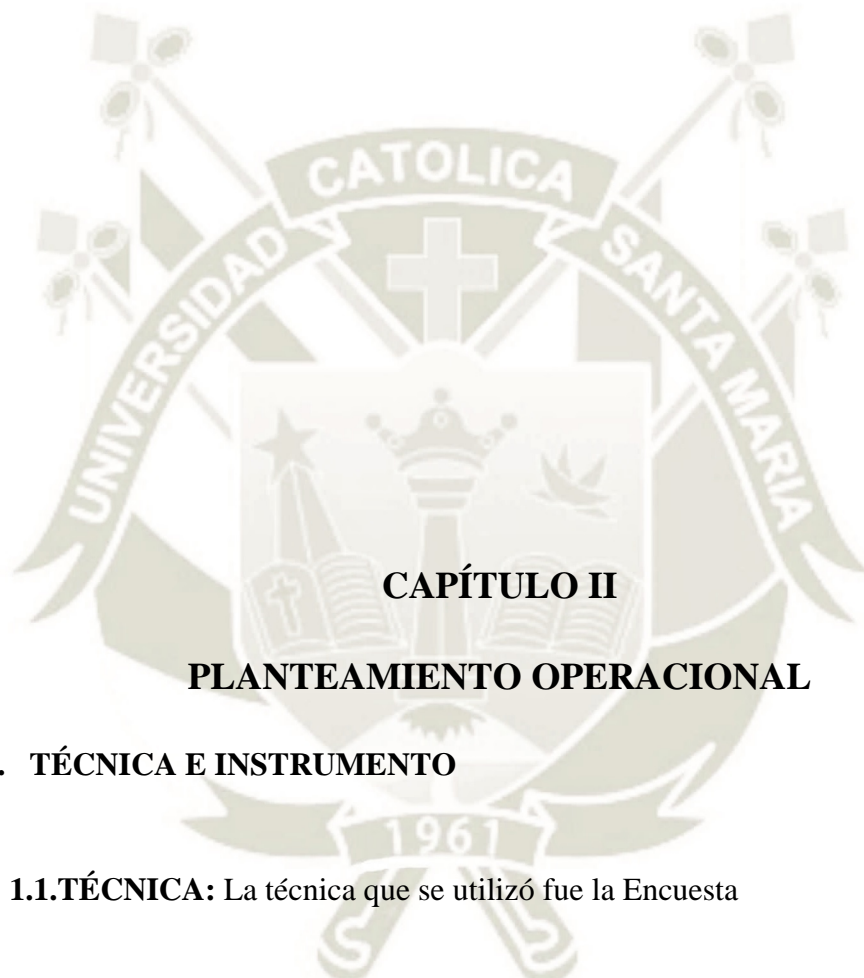 CATOLICA
UNIVERSIDAD
SANTA MARIA
CAPÍTULO II
PLANTEAMIENTO OPERACIONAL
. TÉCNICA E INSTRUMENTO
1961
1.1.TÉCNICA: La técnica que se utilizó fue la Encuesta